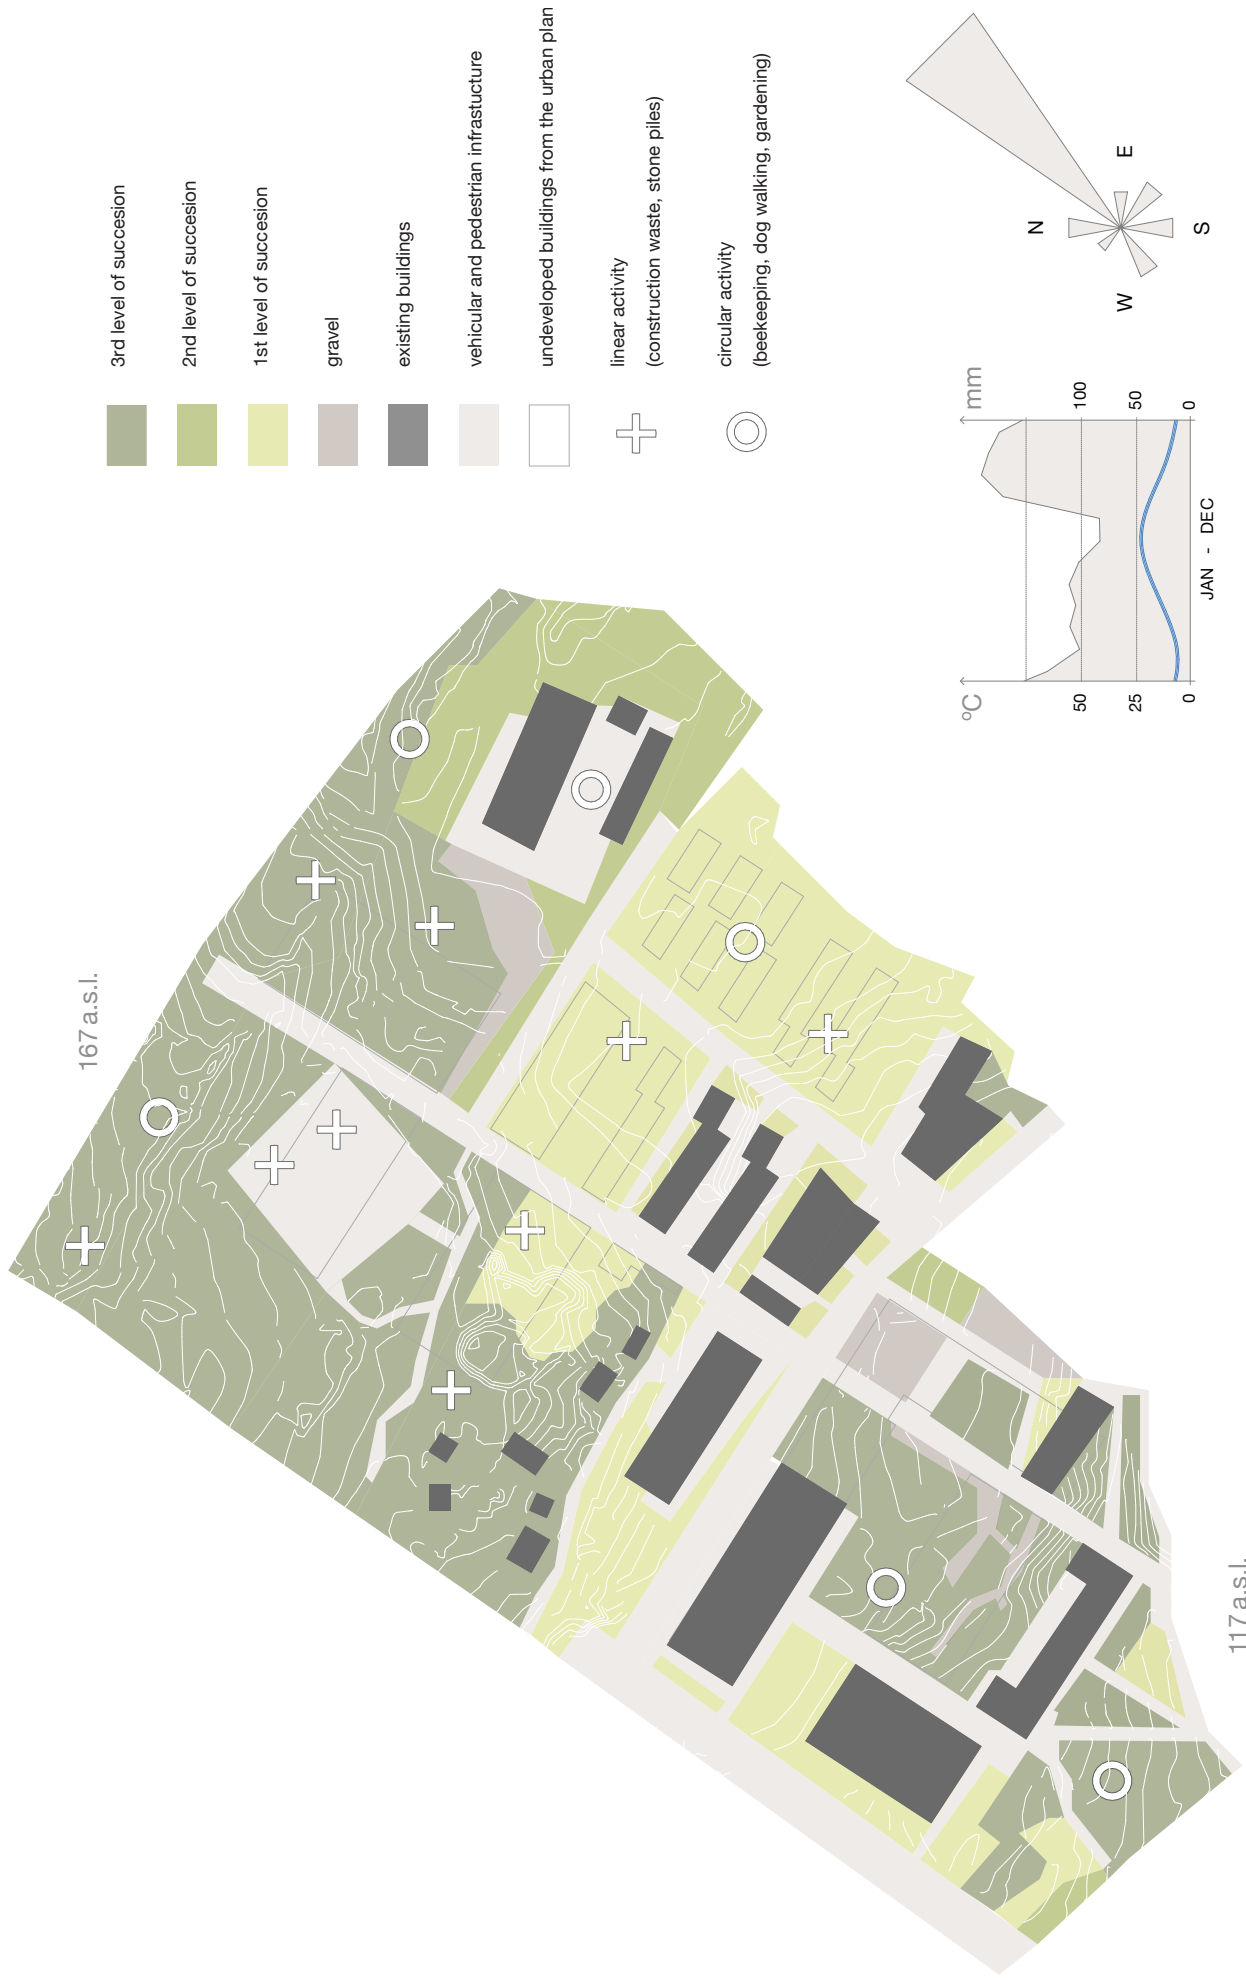 3rd level of succesion
2nd level of succesion
1st level of succesion
gravel
existing buildings
vehicular and pedestrian infrastucture
undeveloped buildings from the urban plan
linear activity
(construction waste, stone piles)
circular activity
(beekeeping, dog walking, gardening)
167 a.s.l.
117 a.s.l.
ºC
mm
50
25
0
100
50
0
JAN - DEC
N
E
S
W